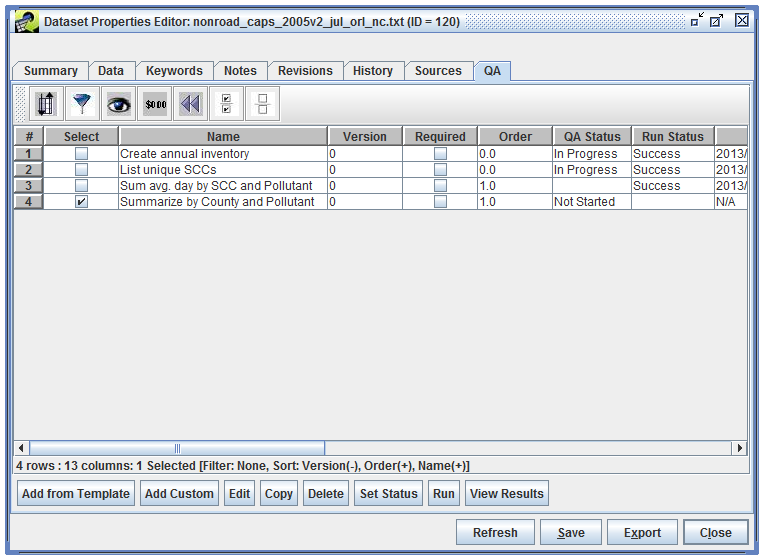 Dataset Properties Editor: nonroad_caps_2005v2_jul_orl_nc.txt (ID = 120)
Summary Data Keywords Notes Revisions History Sources QA
$000
# Select Name Version Required Order QA Status Run Status
1 Create annual inventory 0 0.0 In Progress Success 2013/
2 List unique SCCs 0 0.0 In Progress Success 2013/
3 Sum avg. day by SCC and Pollutant 0 1.0 Success 2013/
4 Summarize by County and Pollutant 0 1.0 Not Started N/A
4 rows : 13 columns: 1 Selected [Filter: None, Sort: Version(-), Order(+), Name(+)]
Add from Template Add Custom Edit Copy Delete Set Status Run View Results
Refresh Save Export Close